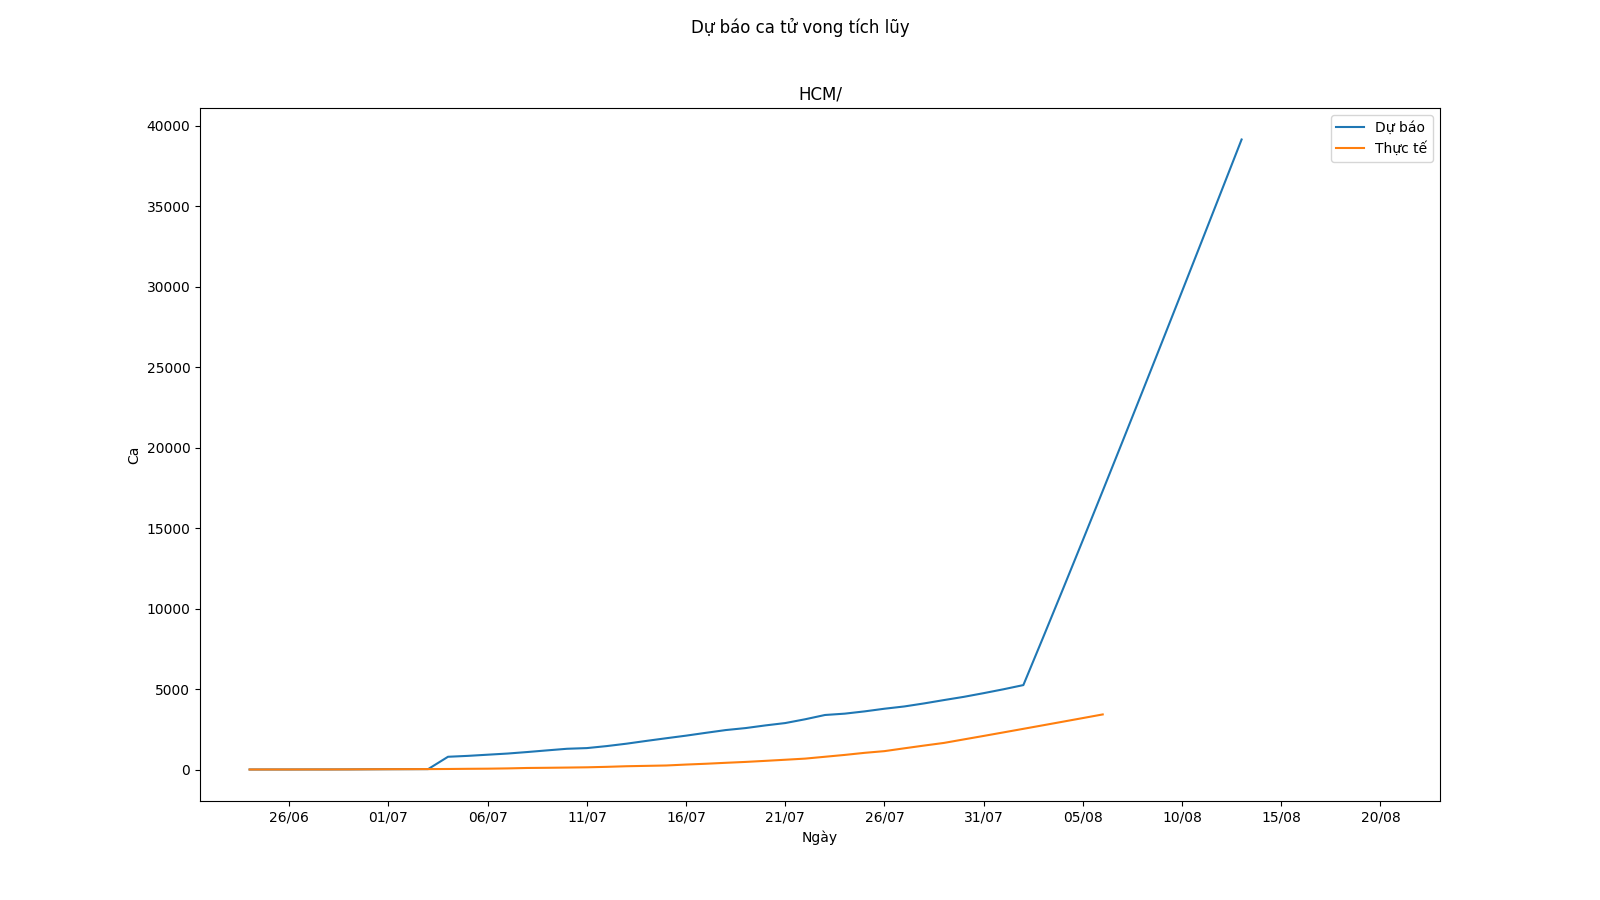 Dự báo ca tử vong tích lũy
HCM/
40000
35000
30000
25000
20000
15000
10000
5000
0
Ca
Dự báo
Thực tế
26/06 01/07 06/07 11/07 16/07 21/07 26/07 31/07 05/08 10/08 15/08 20/08
Ngày